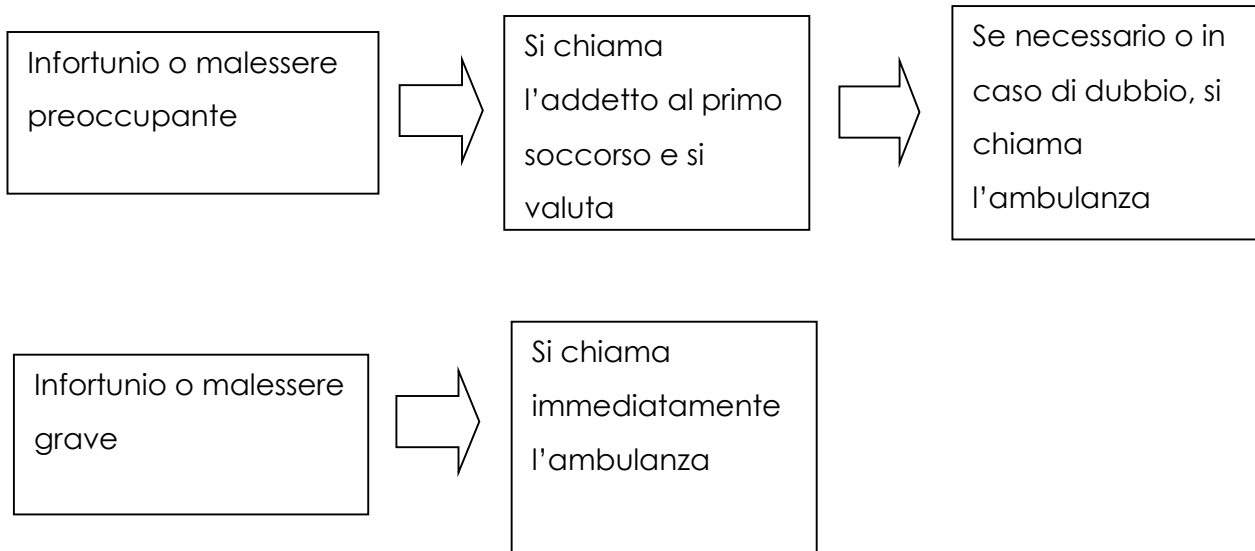 Infortunio o malessere
preoccupante
Si chiama
l’addetto al primo
soccorso e si
valuta
Se necessario o in
caso di dubbio, si
chiama
l’ambulanza
Infortunio o malessere
grave
Si chiama
immediatamente
l’ambulanza